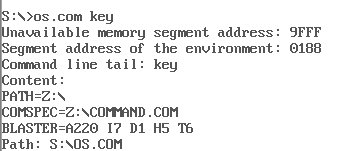 S:\>os.com key
Unavailable memory segment address: 9FFF
Segment address of the environment: 0188
Command line tail: key
Content:
PATH=Z:\
COMSPEC=Z:\COMMAND.COM
BLASTER=A220 I7 D1 H5 T6
Path: S:\OS.COM